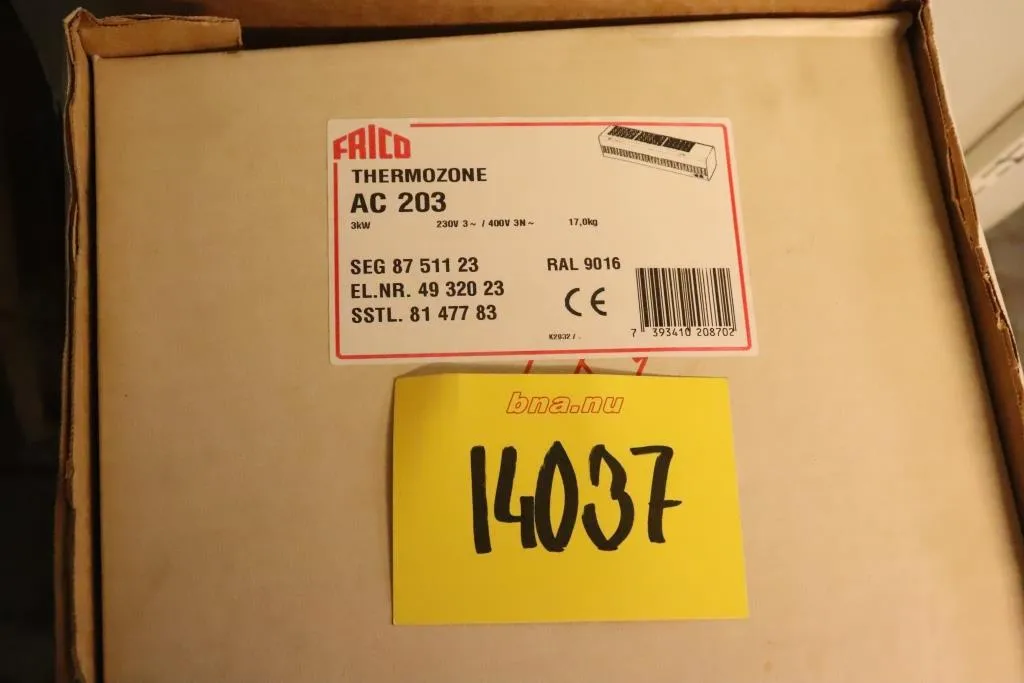 FRICO
THERMOZONE
AC 203
3kW 230V 3~ / 400V 3N~ 17,0kg
SEG 87 511 23 RAL 9016
EL.NR. 49 320 23
SSTL. 81 477 83
CE
7 393410 208702
bna.nu
14037